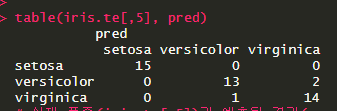 >
> table(iris.te[,5], pred)
pred
setosa versicolor virginica
setosa 15 0 0
versicolor 0 13 2
virginica 0 1 14